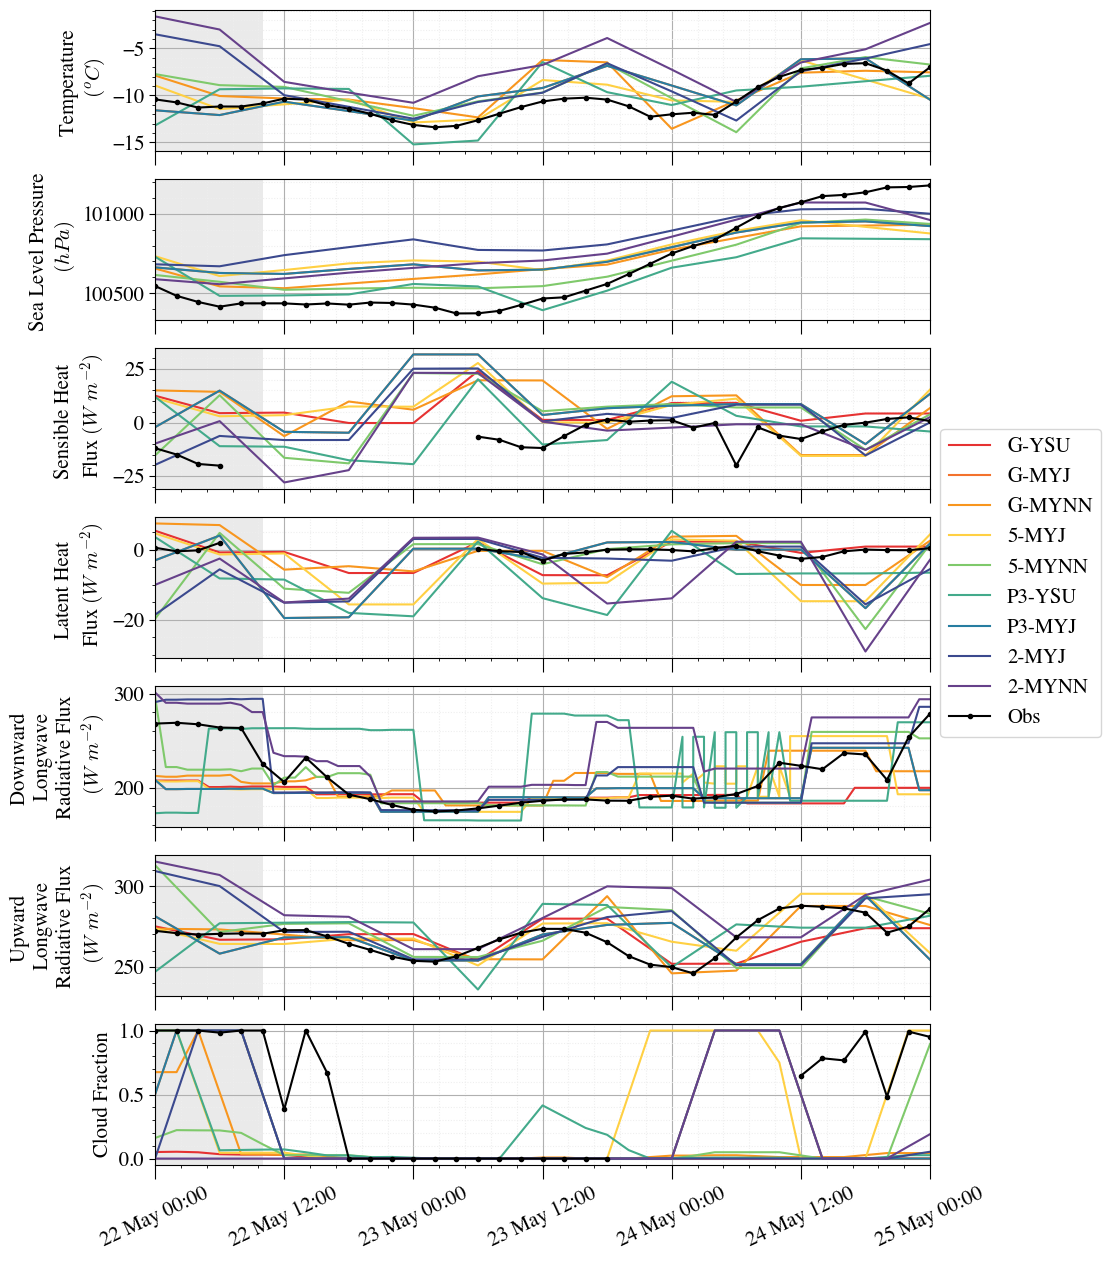 Temperature
(°C)
−5
−10
−15
Sea Level Pressure
(hPa)
101000
100500
Sensible Heat
Flux (W m⁻²)
25
0
−25
Latent Heat
Flux (W m⁻²)
0
−20
Downward
Longwave
Radiative Flux
(W m⁻²)
300
200
Upward
Longwave
Radiative Flux
(W m⁻²)
300
250
Cloud Fraction
1.0
0.5
0.0
22 May 00:00
22 May 12:00
23 May 00:00
23 May 12:00
24 May 00:00
24 May 12:00
25 May 00:00
G-YSU
G-MYJ
G-MYNN
5-MYJ
5-MYNN
P3-YSU
P3-MYJ
2-MYJ
2-MYNN
Obs